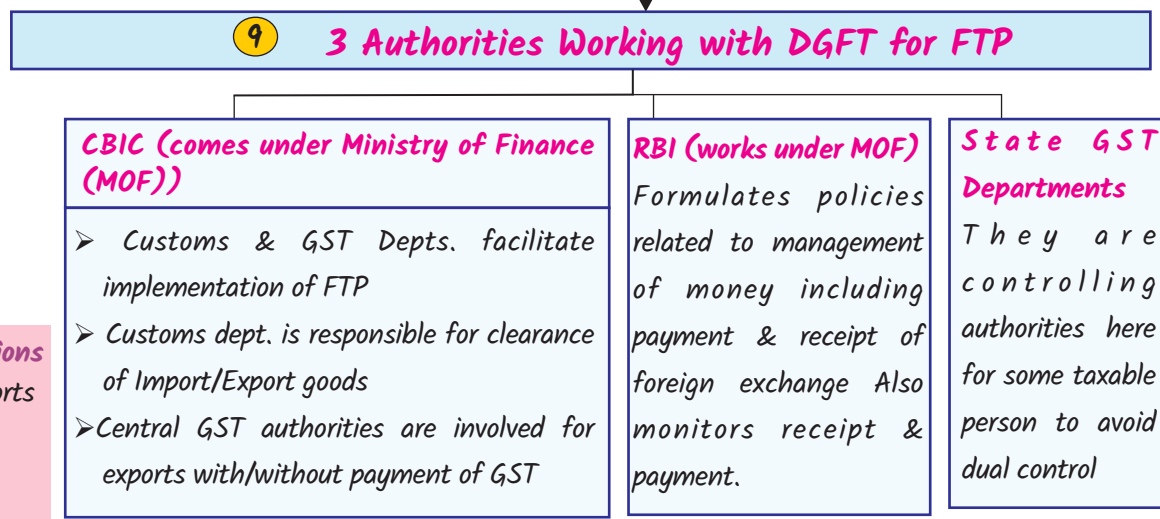 9 3 Authorities Working with DGFT for FTP
CBIC (comes under Ministry of Finance
(MOF))
➢ Customs & GST Depts. facilitate
implementation of FTP
➢ Customs dept. is responsible for clearance
of Import/Export goods
➢Central GST authorities are involved for
exports with/without payment of GST
RBI (works under MOF)
Formulates policies
related to management
of money including
payment & receipt of
foreign exchange Also
monitors receipt &
payment.
State GST
Departments
They are
controlling
authorities here
for some taxable
person to avoid
dual control